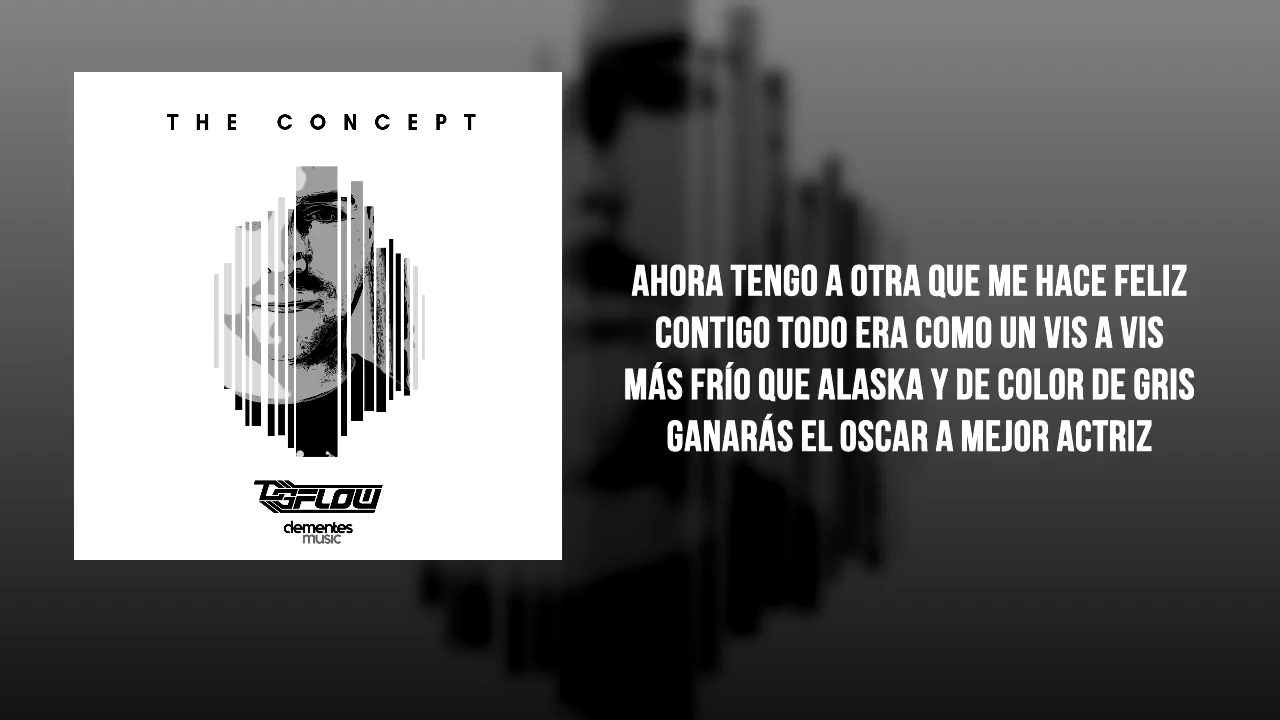 THE CONCEPT
TGFLOW
clementes
music
AHORA TENGO A OTRA QUE ME HACE FELIZ
CONTIGO TODO ERA COMO UN VIS A VIS
MÁS FRÍO QUE ALASKA Y DE COLOR DE GRIS
GANARÁS EL OSCAR A MEJOR ACTRIZ